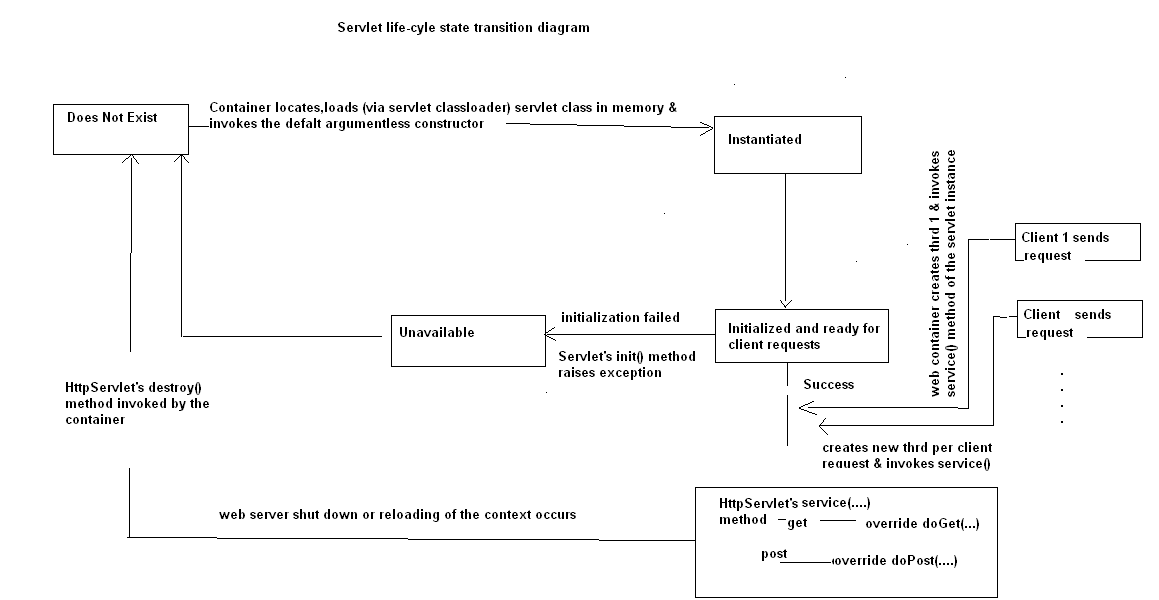 Servlet life-cyle state transition diagram
Does Not Exist
Container locates,loads (via servlet classloader) servlet class in memory &
invokes the defalt argumentless constructor
Instantiated
web container creates thrd 1 & invokes
service() method of the servlet instance
Client 1 sends
request
Client sends
request
Unavailable
initialization failed
Servlet's init() method
raises exception
Initialized and ready for
client requests
Success
HttpServlet's destroy()
method invoked by the
container
creates new thrd per client
request & invokes service()
web server shut down or reloading of the context occurs
HttpServlet's service(....)
method get override doGet(...)
post override doPost(....)